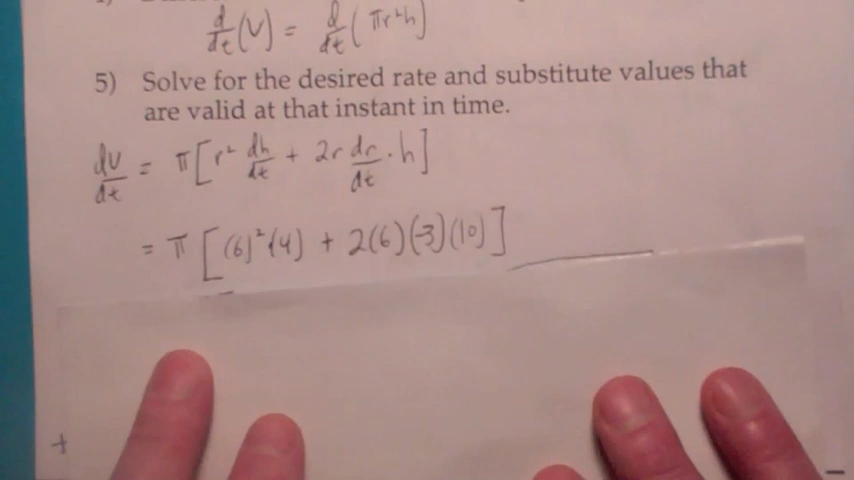 d/dt (V) = d/dt (πr²h)
5) Solve for the desired rate and substitute values that
are valid at that instant in time.
dV/dt = π[r² dh/dt + 2r dr/dt · h]
= π[(6)²(4) + 2(6)(-3)(10)]